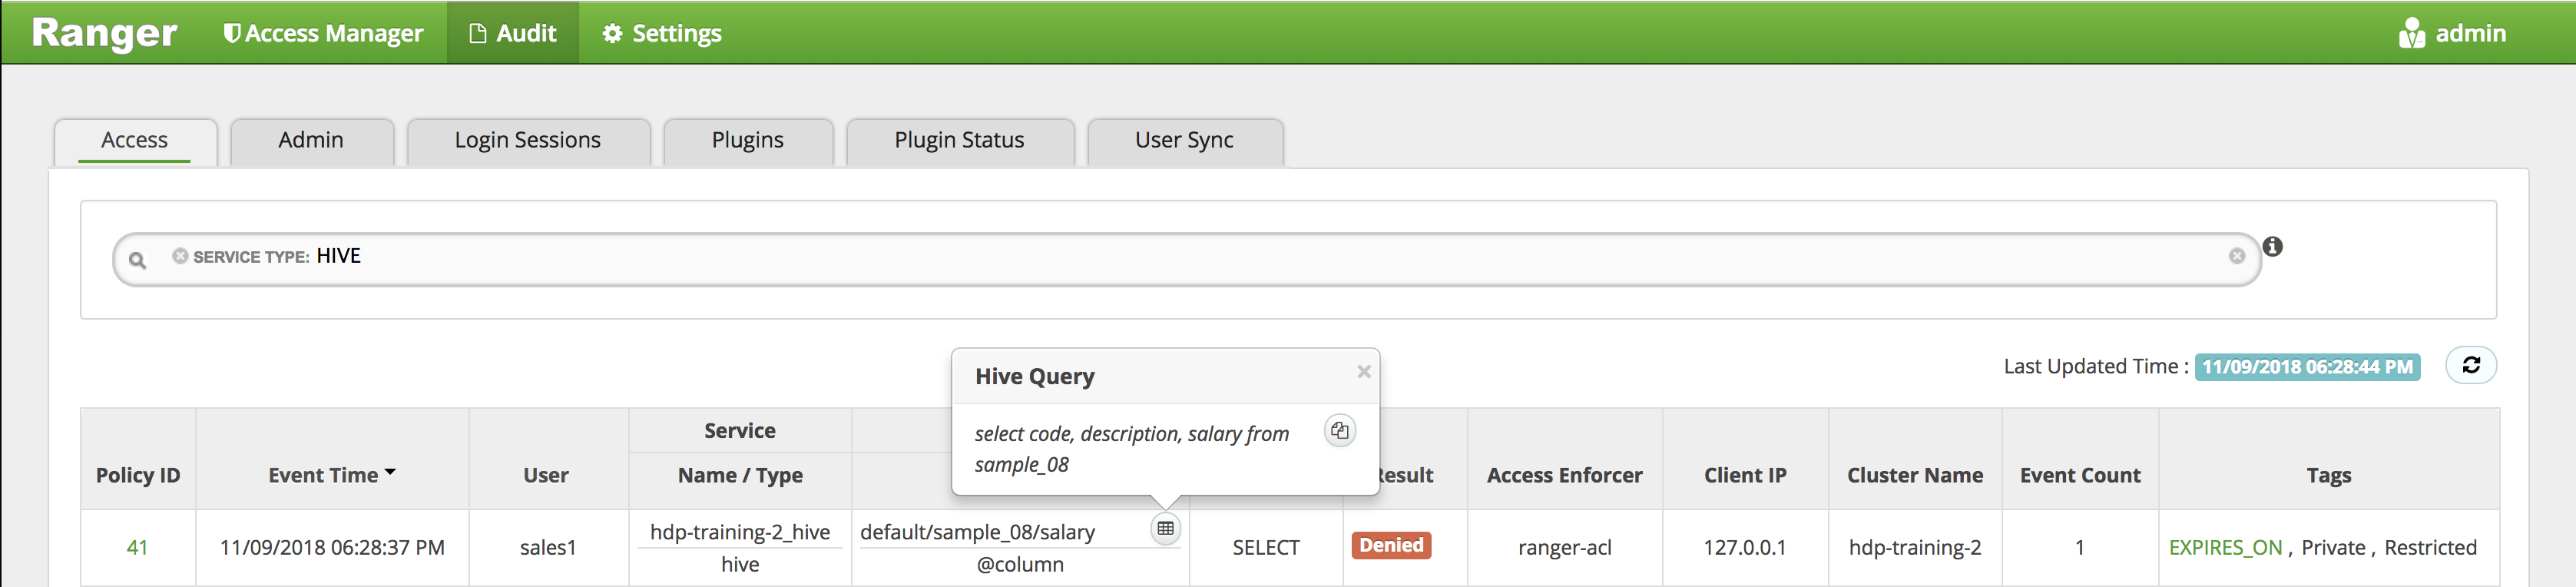 Ranger Access Manager Audit Settings admin
Access Admin Login Sessions Plugins Plugin Status User Sync
SERVICE TYPE: HIVE
Last Updated Time : 11/09/2018 06:28:44 PM
Hive Query
select code, description, salary from
sample_08
Service
Policy ID Event Time User Name / Type Access Enforcer Client IP Cluster Name Event Count Tags
41 11/09/2018 06:28:37 PM sales1 hdp-training-2_hive default/sample_08/salary SELECT Denied ranger-acl 127.0.0.1 hdp-training-2 1 EXPIRES_ON , Private , Restricted
hive @column